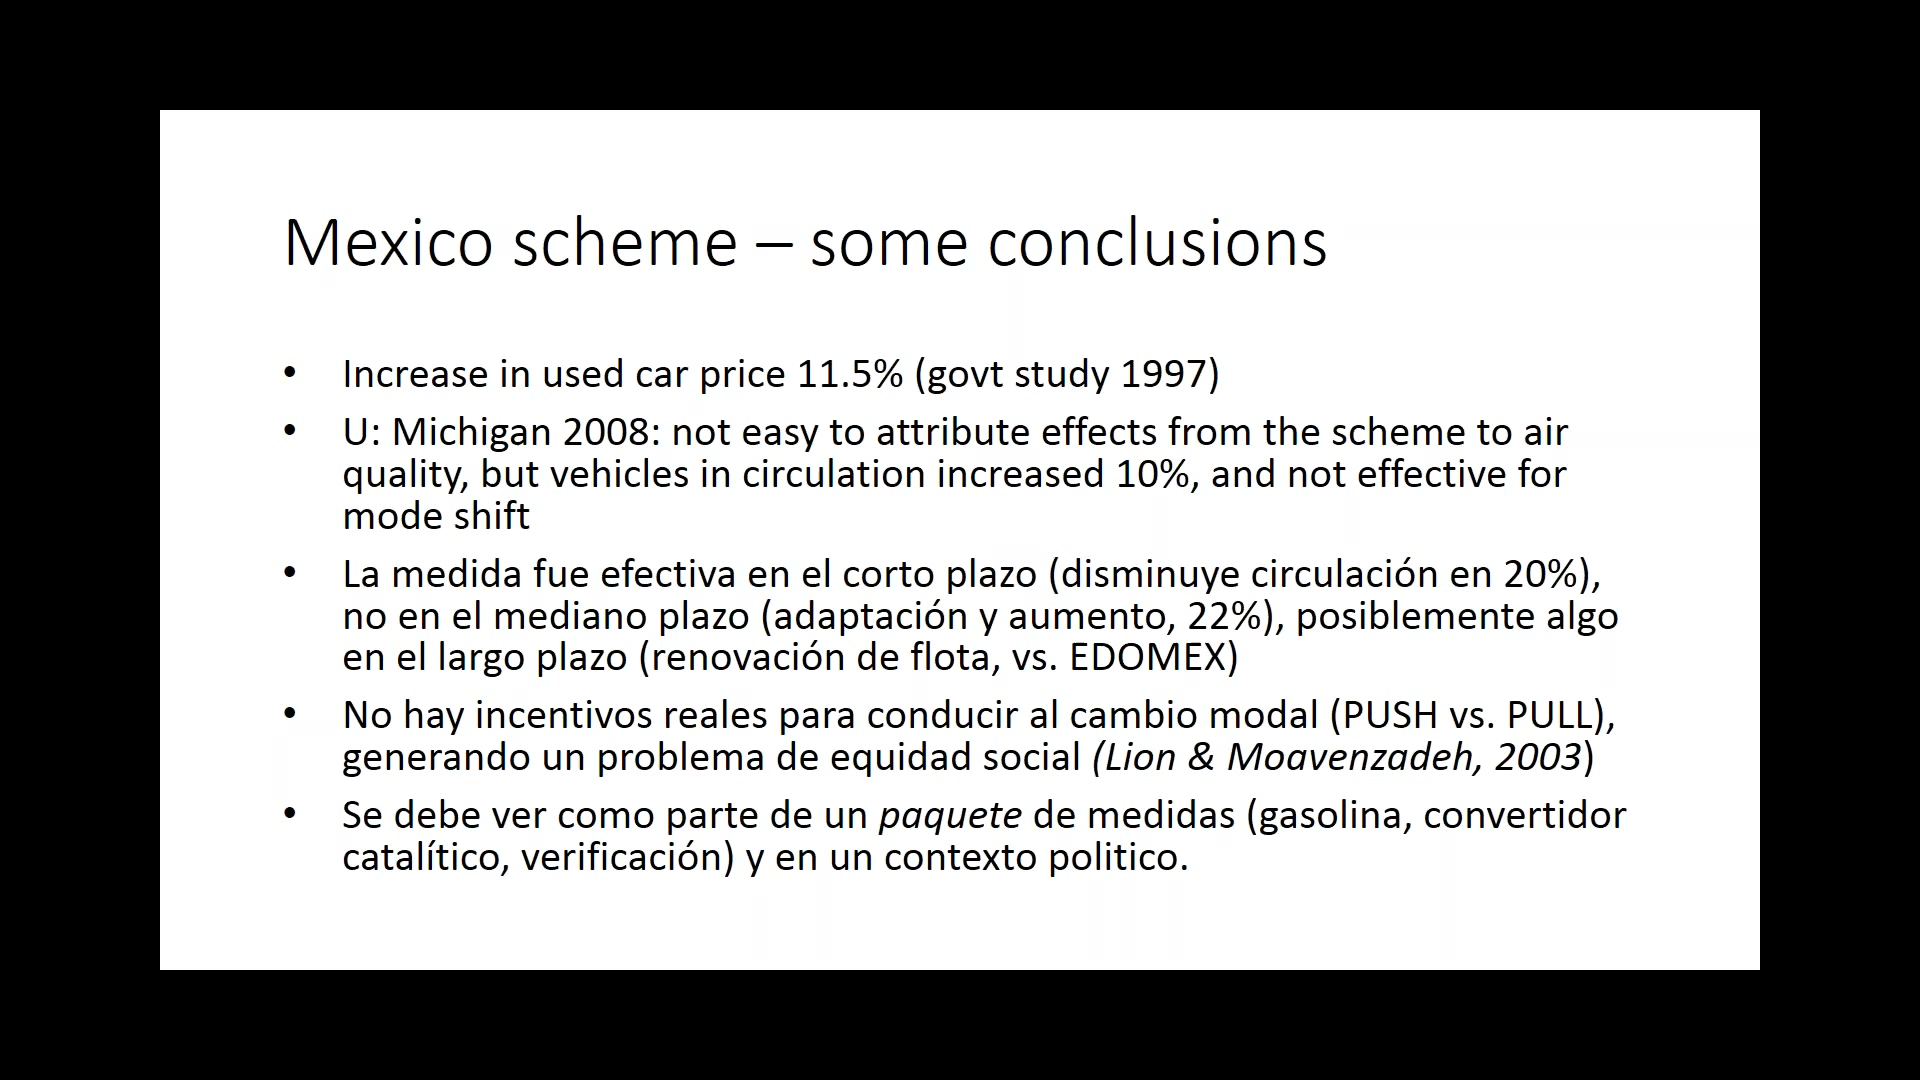 Mexico scheme – some conclusions
• Increase in used car price 11.5% (govt study 1997)
• U: Michigan 2008: not easy to attribute effects from the scheme to air
quality, but vehicles in circulation increased 10%, and not effective for
mode shift
• La medida fue efectiva en el corto plazo (disminuye circulación en 20%),
no en el mediano plazo (adaptación y aumento, 22%), posiblemente algo
en el largo plazo (renovación de flota, vs. EDOMEX)
• No hay incentivos reales para conducir al cambio modal (PUSH vs. PULL),
generando un problema de equidad social (Lion & Moavenzadeh, 2003)
• Se debe ver como parte de un paquete de medidas (gasolina, convertidor
catalítico, verificación) y en un contexto politico.